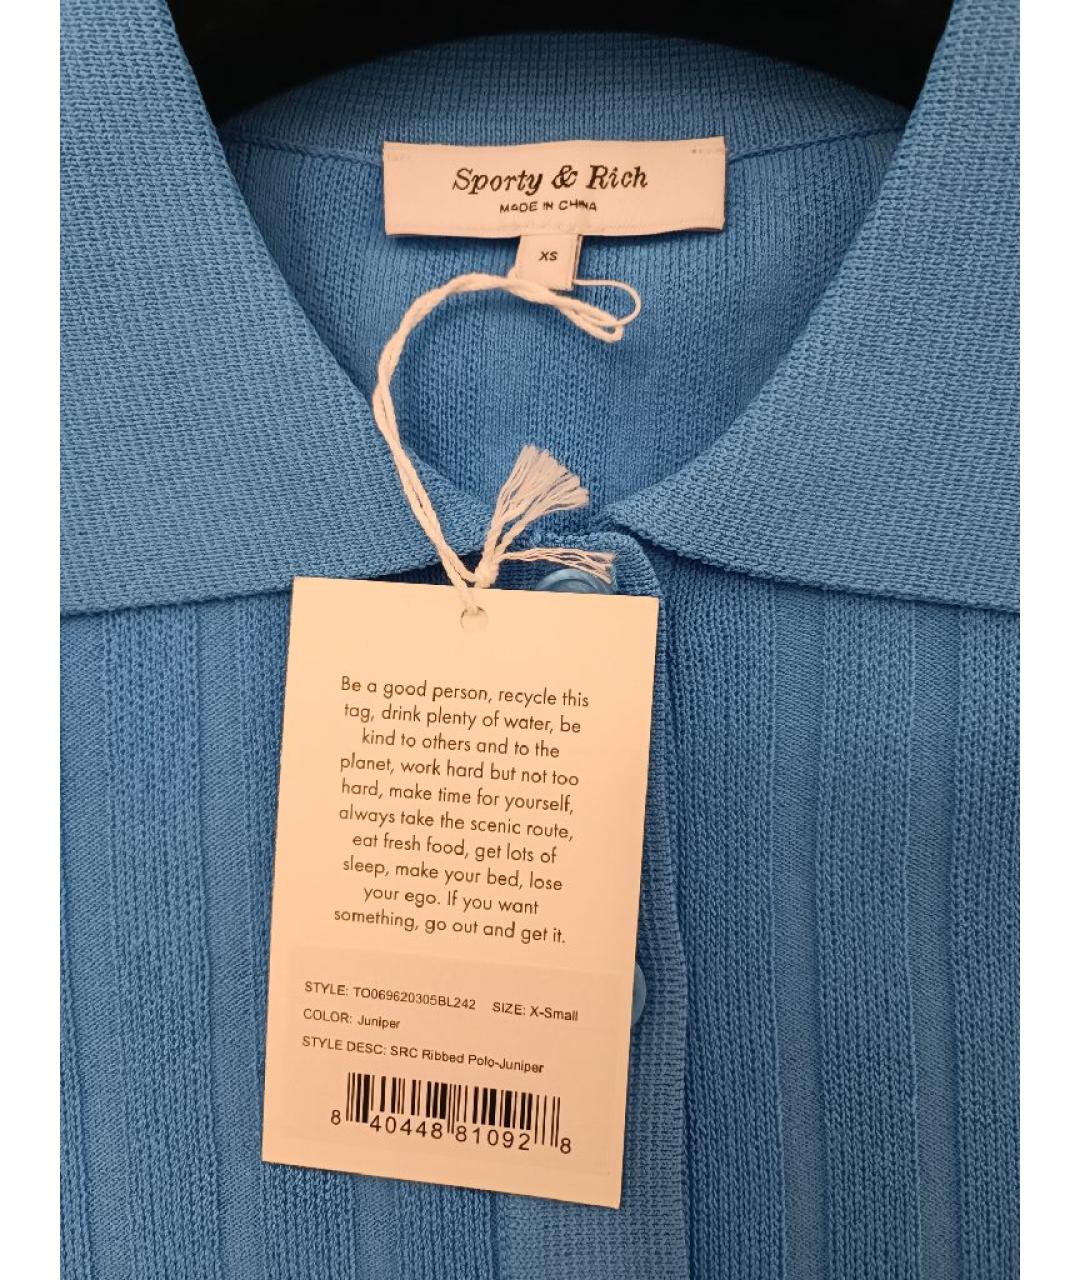 Sporty & Rich
MADE IN CHINA
XS
Be a good person, recycle this
tag, drink plenty of water, be
kind to others and to the
planet, work hard but not too
hard, make time for yourself,
always take the scenic route,
eat fresh food, get lots of
sleep, make your bed, lose
your ego. If you want
something, go out and get it.
STYLE: TO069620305BL242 SIZE: X-Small
COLOR: Juniper
STYLE DESC: SRC Ribbed Polo-Juniper
8 40448 81092 8